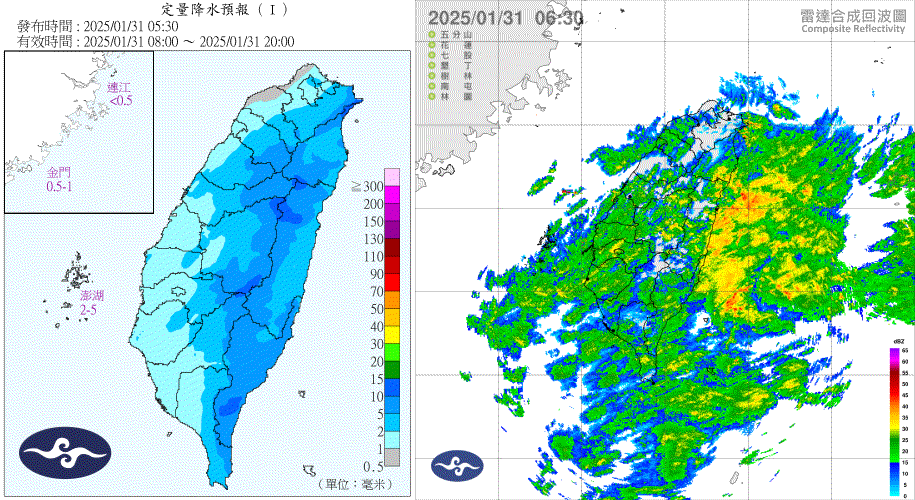 定量降水預報（Ⅰ）
發布時間：2025/01/31 05:30
有效時間：2025/01/31 08:00 ～ 2025/01/31 20:00
連江
<0.5
金門
0.5-1
澎湖
2-5
≧
300
200
150
130
110
90
70
50
40
30
20
15
10
5
2
1
0.5
（單位：毫米）
2025/01/31 06:30
五分山
花蓮
七股
墾丁
樹林
南屯
林園
雷達合成回波圖
Composite Reflectivity
dBZ
65
60
55
50
45
40
35
30
25
20
15
10
5